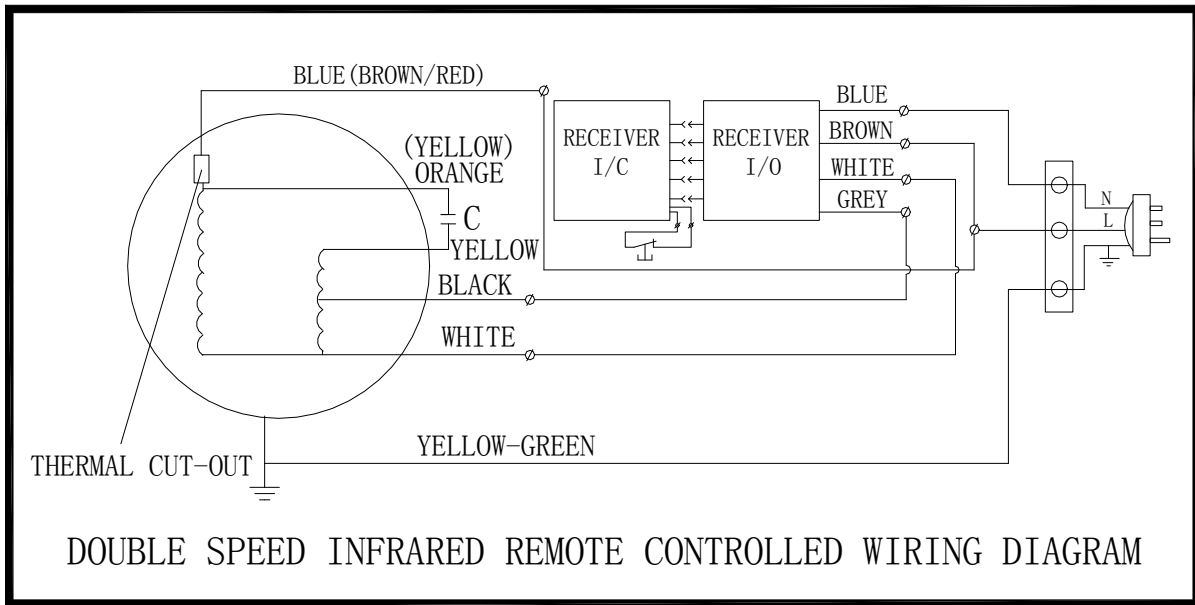 BLUE(BROWN/RED)
(YELLOW)
ORANGE
C
YELLOW
BLACK
WHITE
THERMAL CUT-OUT
YELLOW-GREEN
RECEIVER
I/C
RECEIVER
I/O
BLUE
BROWN
WHITE
GREY
N
L
DOUBLE SPEED INFRARED REMOTE CONTROLLED WIRING DIAGRAM